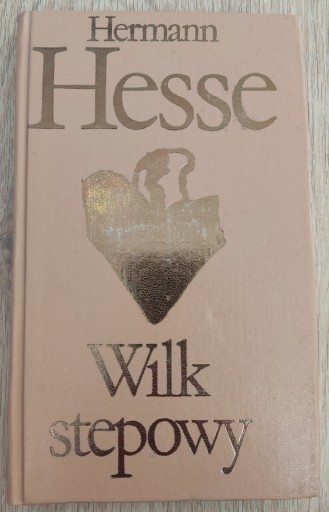 Hermann
Hesse
Wilk
stepowy